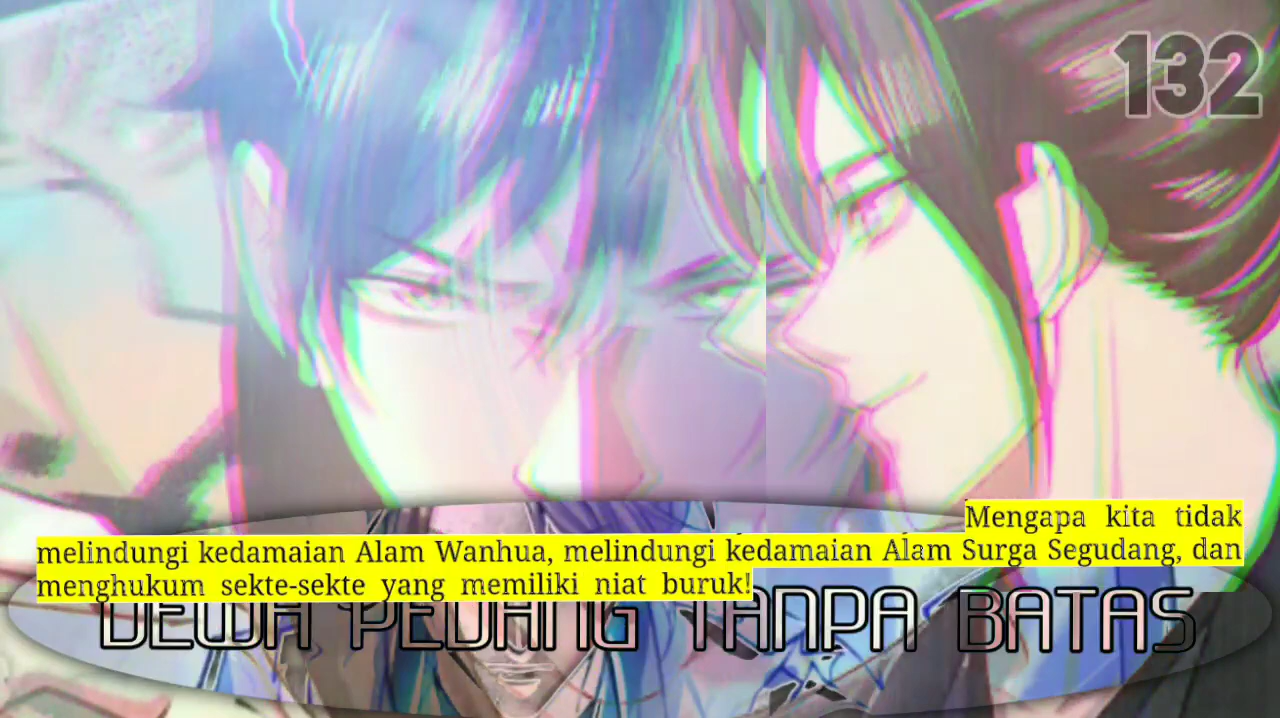 132
Mengapa kita tidak
melindungi kedamaian Alam Wanhua, melindungi kedamaian Alam Surga Segudang, dan
menghukum sekte-sekte yang memiliki niat buruk!
DEWA PEDANG TANPA BATAS